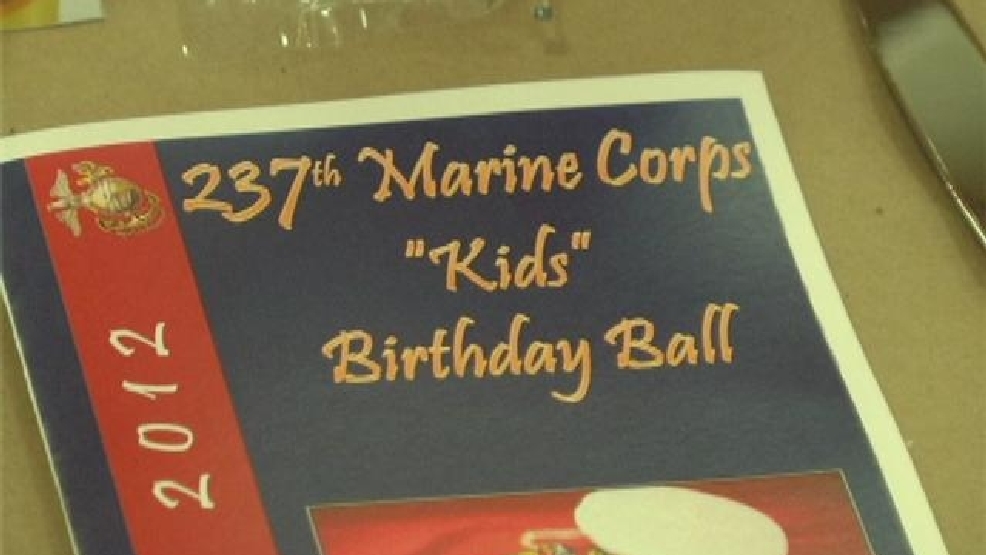 237th Marine Corps
"Kids"
Birthday Ball
2012